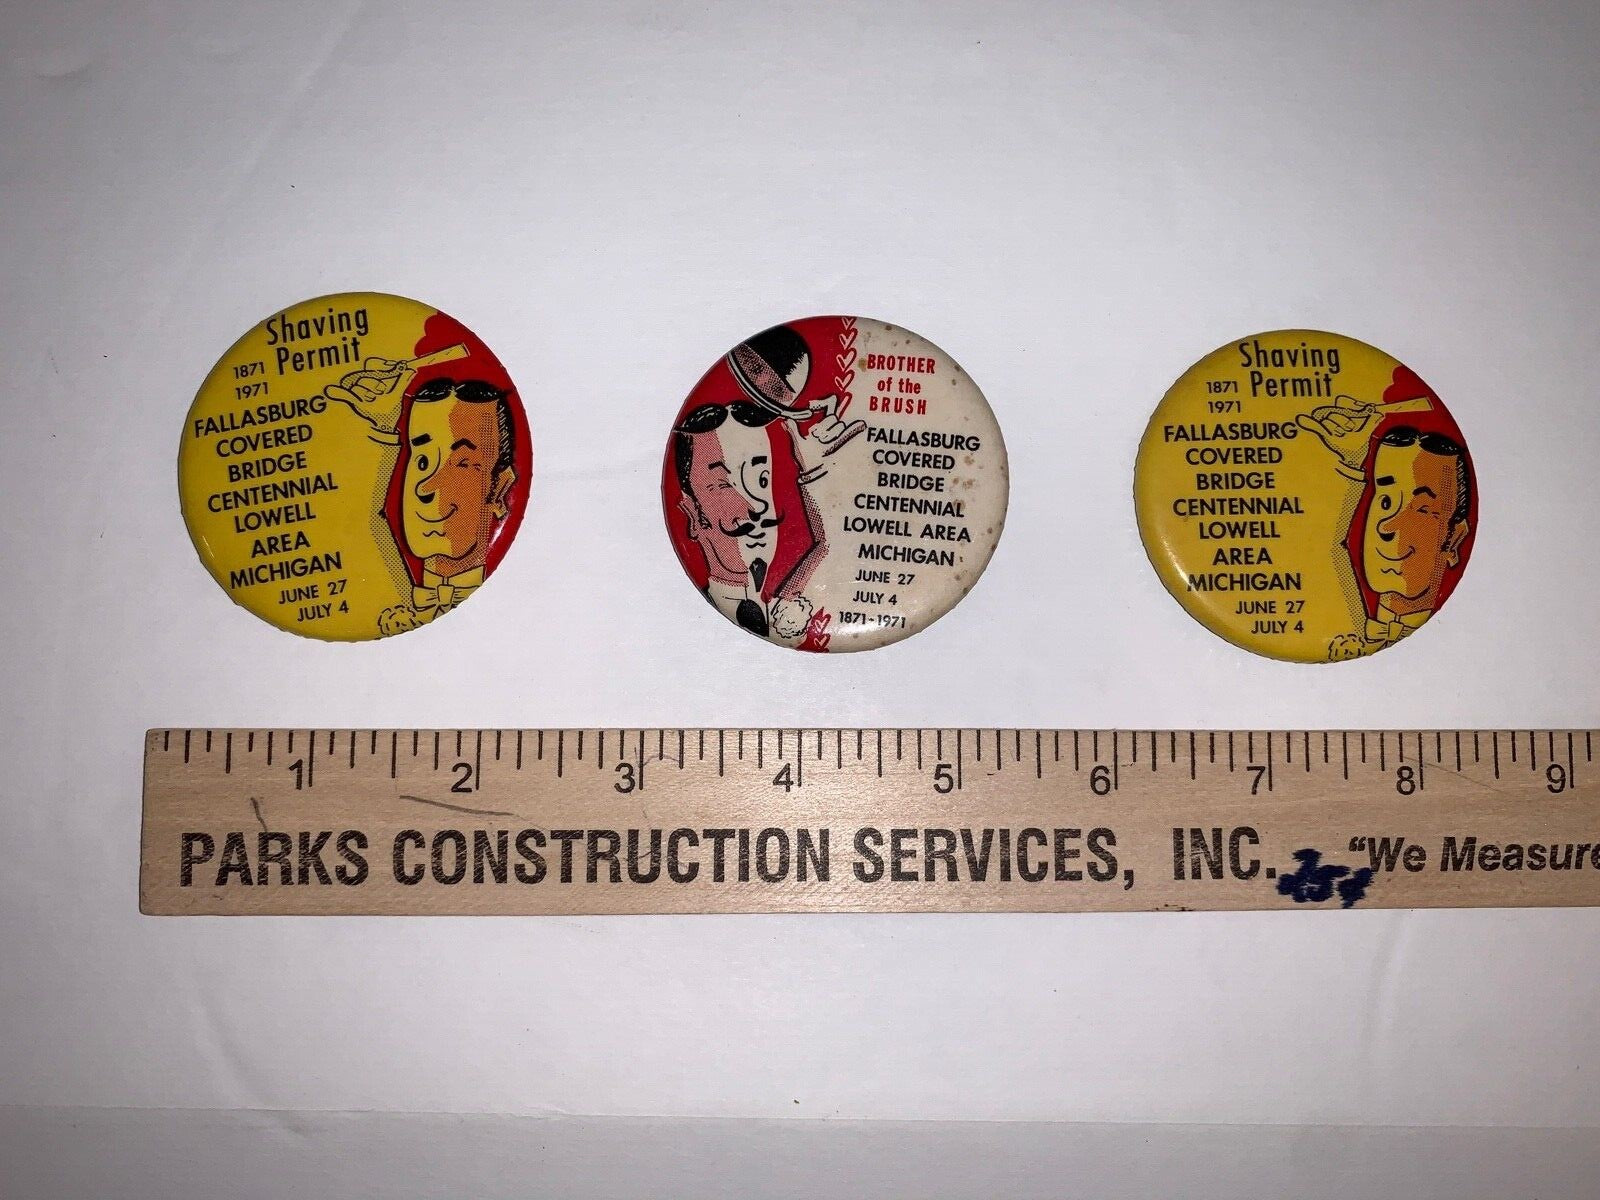 Shaving
1871 Permit
1971
FALLASBURG
COVERED
BRIDGE
CENTENNIAL
LOWELL
AREA
MICHIGAN
JUNE 27
JULY 4
BROTHER
of the
BRUSH
FALLASBURG
COVERED
BRIDGE
CENTENNIAL
LOWELL AREA
MICHIGAN
JUNE 27
JULY 4
1871-1971
Shaving
1871 Permit
1971
FALLASBURG
COVERED
BRIDGE
CENTENNIAL
LOWELL
AREA
MICHIGAN
JUNE 27
JULY 4
1 2 3 4 5 6 7 8 9
PARKS CONSTRUCTION SERVICES, INC. "We Measure